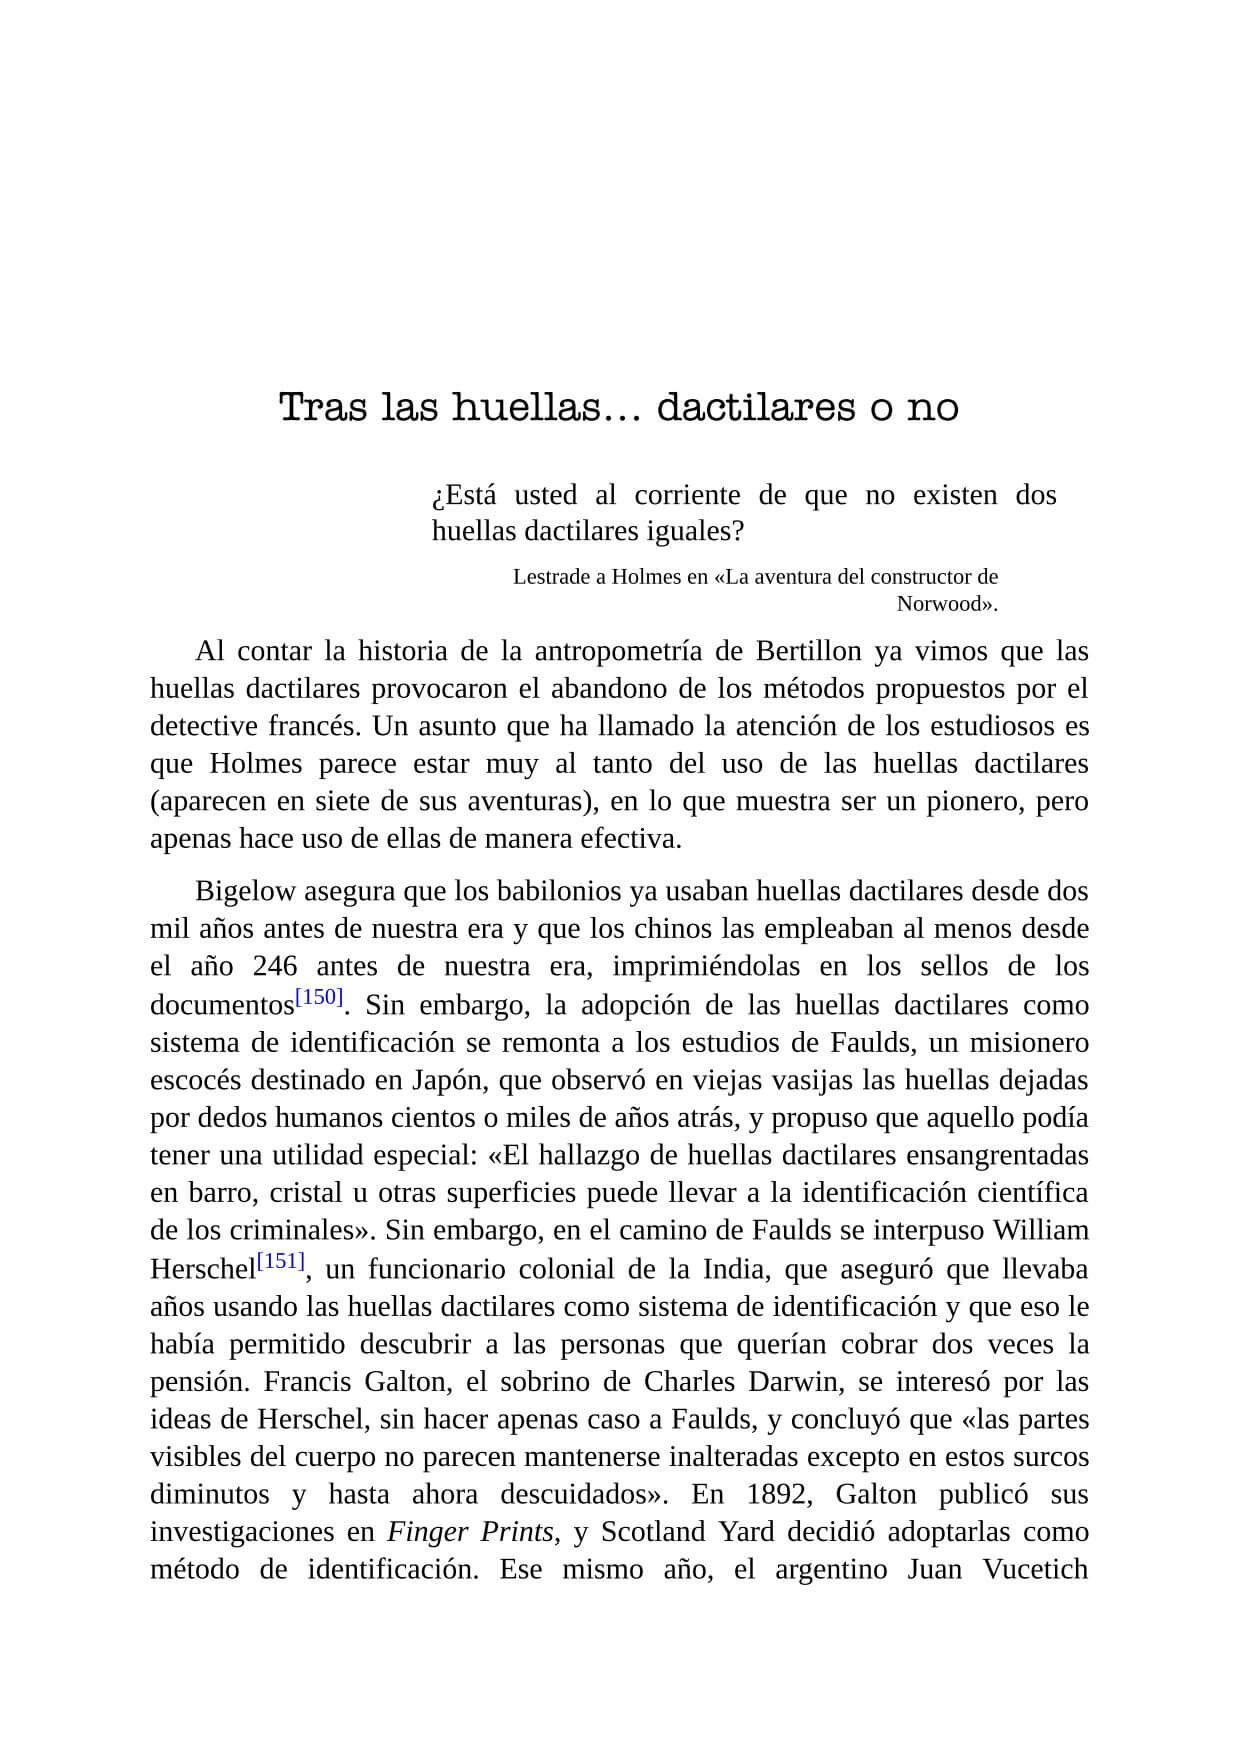 Tras las huellas… dactilares o no
¿Está usted al corriente de que no existen dos
huellas dactilares iguales?
Lestrade a Holmes en «La aventura del constructor de
Norwood».
Al contar la historia de la antropometría de Bertillon ya vimos que las
huellas dactilares provocaron el abandono de los métodos propuestos por el
detective francés. Un asunto que ha llamado la atención de los estudiosos es
que Holmes parece estar muy al tanto del uso de las huellas dactilares
(aparecen en siete de sus aventuras), en lo que muestra ser un pionero, pero
apenas hace uso de ellas de manera efectiva.
Bigelow asegura que los babilonios ya usaban huellas dactilares desde dos
mil años antes de nuestra era y que los chinos las empleaban al menos desde
el año 246 antes de nuestra era, imprimiéndolas en los sellos de los
documentos[150]. Sin embargo, la adopción de las huellas dactilares como
sistema de identificación se remonta a los estudios de Faulds, un misionero
escocés destinado en Japón, que observó en viejas vasijas las huellas dejadas
por dedos humanos cientos o miles de años atrás, y propuso que aquello podía
tener una utilidad especial: «El hallazgo de huellas dactilares ensangrentadas
en barro, cristal u otras superficies puede llevar a la identificación científica
de los criminales». Sin embargo, en el camino de Faulds se interpuso William
Herschel[151], un funcionario colonial de la India, que aseguró que llevaba
años usando las huellas dactilares como sistema de identificación y que eso le
había permitido descubrir a las personas que querían cobrar dos veces la
pensión. Francis Galton, el sobrino de Charles Darwin, se interesó por las
ideas de Herschel, sin hacer apenas caso a Faulds, y concluyó que «las partes
visibles del cuerpo no parecen mantenerse inalteradas excepto en estos surcos
diminutos y hasta ahora descuidados». En 1892, Galton publicó sus
investigaciones en Finger Prints, y Scotland Yard decidió adoptarlas como
método de identificación. Ese mismo año, el argentino Juan Vucetich